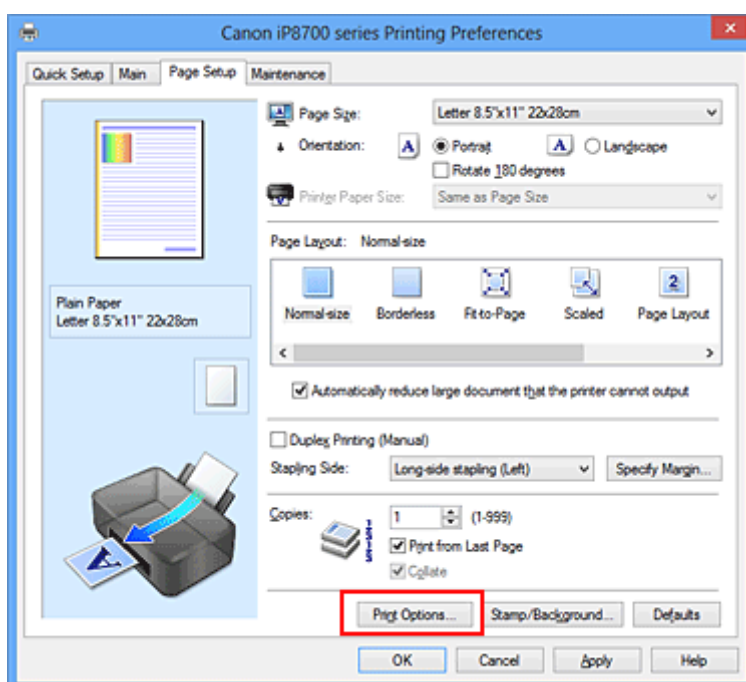 Canon iP8700 series Printing Preferences
Quick Setup Main Page Setup Maintenance
Page Size: Letter 8.5"x11" 22x28cm
Orientation: A Portrait A Landscape
Rotate 180 degrees
Printer Paper Size: Same as Page Size
Page Layout: Normal-size
Normal-size Borderless Fit-to-Page Scaled 2 Page Layout
Automatically reduce large document that the printer cannot output
Plain Paper
Letter 8.5"x11" 22x28cm
Duplex Printing (Manual)
Stapling Side: Long-side stapling (Left) Specify Margin...
Copies: 1 (1-999)
Print from Last Page
Collate
A
Print Options... Stamp/Background... Defaults
OK Cancel Apply Help